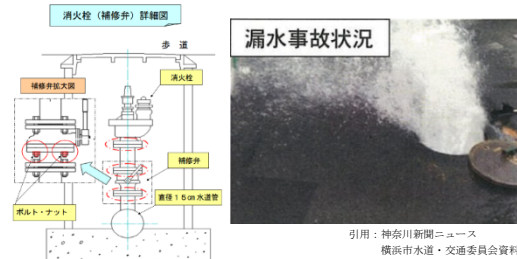 消火栓（補修弁）詳細図
歩 道
消火栓
補修弁拡大図
補修弁
ボルト・ナット
直径１５cm水道管
漏水事故状況
引用：神奈川新聞ニュース
横浜市水道・交通委員会資料